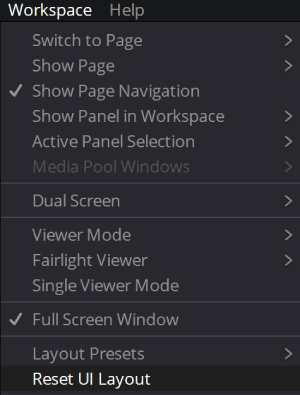 Workspace Help
Switch to Page
Show Page
Show Page Navigation
Show Panel in Workspace
Active Panel Selection
Media Pool Windows
Dual Screen
Viewer Mode
Fairlight Viewer
Single Viewer Mode
Full Screen Window
Layout Presets
Reset UI Layout